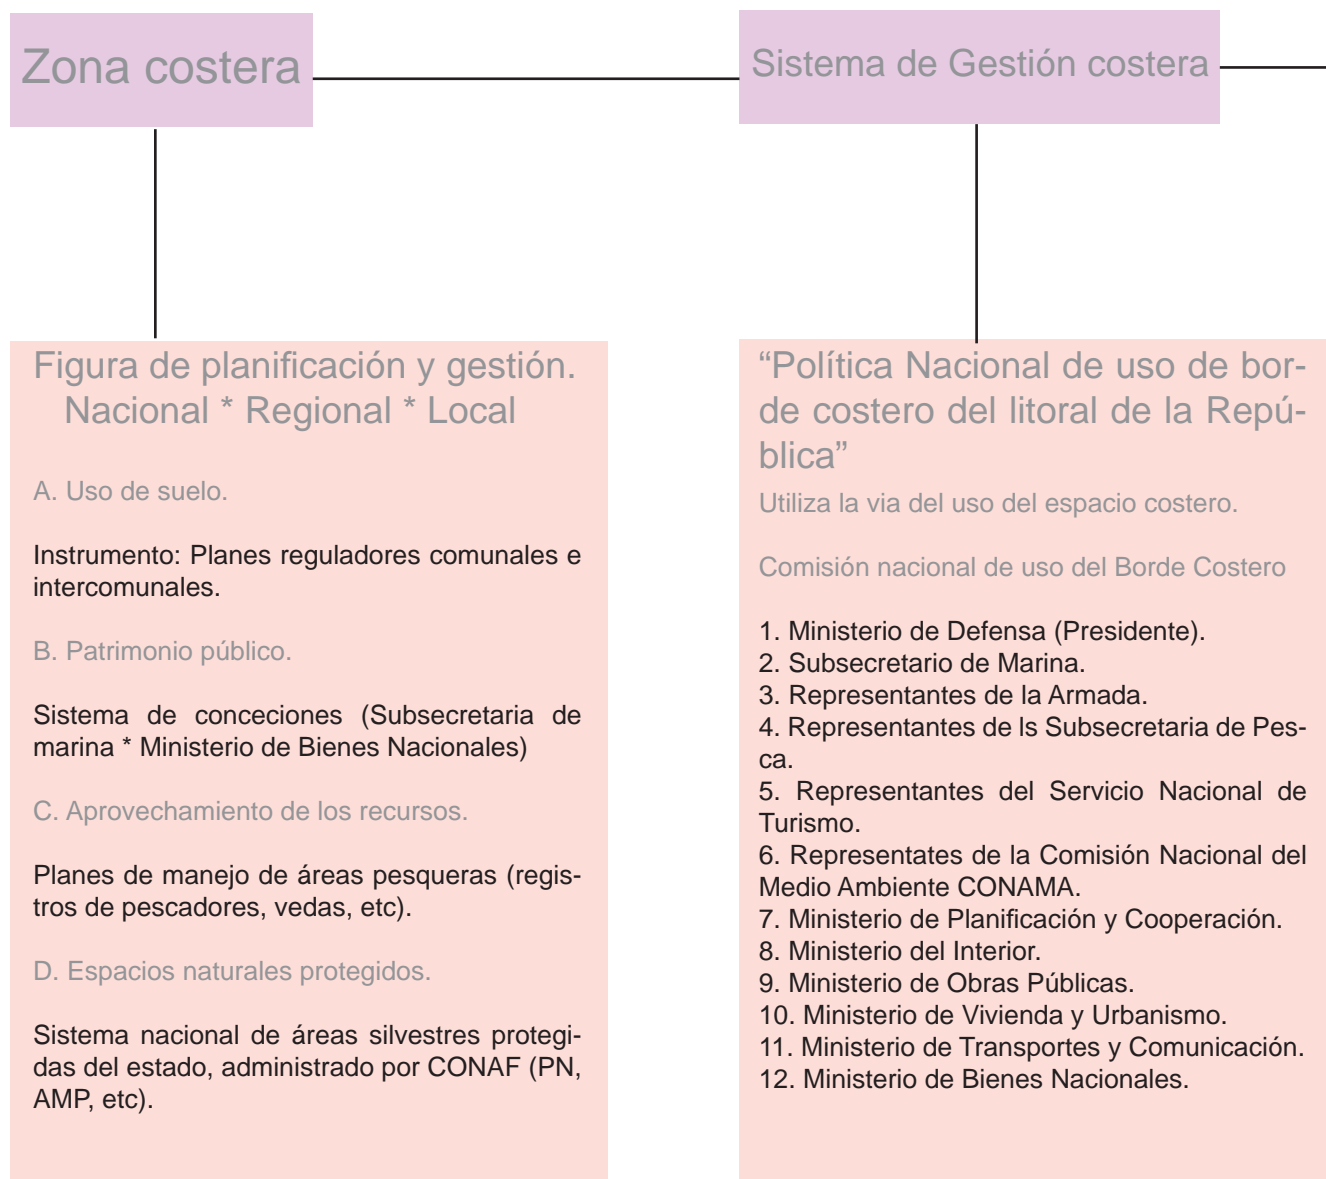 Zona costera
Sistema de Gestión costera
Figura de planificación y gestión.
Nacional * Regional * Local
A. Uso de suelo.
Instrumento: Planes reguladores comunales e
intercomunales.
B. Patrimonio público.
Sistema de conceciones (Subsecretaria de
marina * Ministerio de Bienes Nacionales)
C. Aprovechamiento de los recursos.
Planes de manejo de áreas pesqueras (regis-
tros de pescadores, vedas, etc).
D. Espacios naturales protegidos.
Sistema nacional de áreas silvestres protegi-
das del estado, administrado por CONAF (PN,
AMP, etc).
“Política Nacional de uso de bor-
de costero del litoral de la Repú-
blica”
Utiliza la via del uso del espacio costero.
Comisión nacional de uso del Borde Costero
1. Ministerio de Defensa (Presidente).
2. Subsecretario de Marina.
3. Representantes de la Armada.
4. Representantes de ls Subsecretaria de Pes-
ca.
5. Representantes del Servicio Nacional de
Turismo.
6. Representates de la Comisión Nacional del
Medio Ambiente CONAMA.
7. Ministerio de Planificación y Cooperación.
8. Ministerio del Interior.
9. Ministerio de Obras Públicas.
10. Ministerio de Vivienda y Urbanismo.
11. Ministerio de Transportes y Comunicación.
12. Ministerio de Bienes Nacionales.